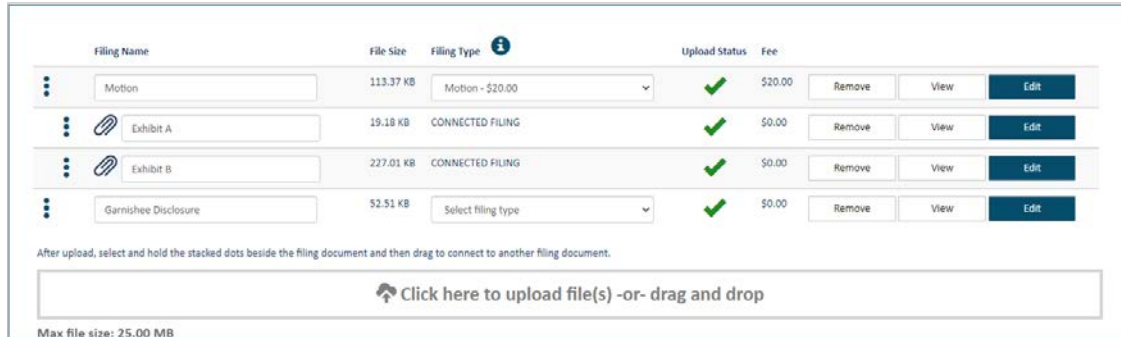 Filing Name File Size Filing Type i Upload Status Fee
Motion 113.37 KB Motion - $20.00 $20.00 Remove View Edit
Exhibit A 19.18 KB CONNECTED FILING $0.00 Remove View Edit
Exhibit B 227.01 KB CONNECTED FILING $0.00 Remove View Edit
Garnishee Disclosure 52.51 KB Select filing type $0.00 Remove View Edit
After upload, select and hold the stacked dots beside the filing document and then drag to connect to another filing document.
Click here to upload file(s) -or- drag and drop
Max file size: 25.00 MB